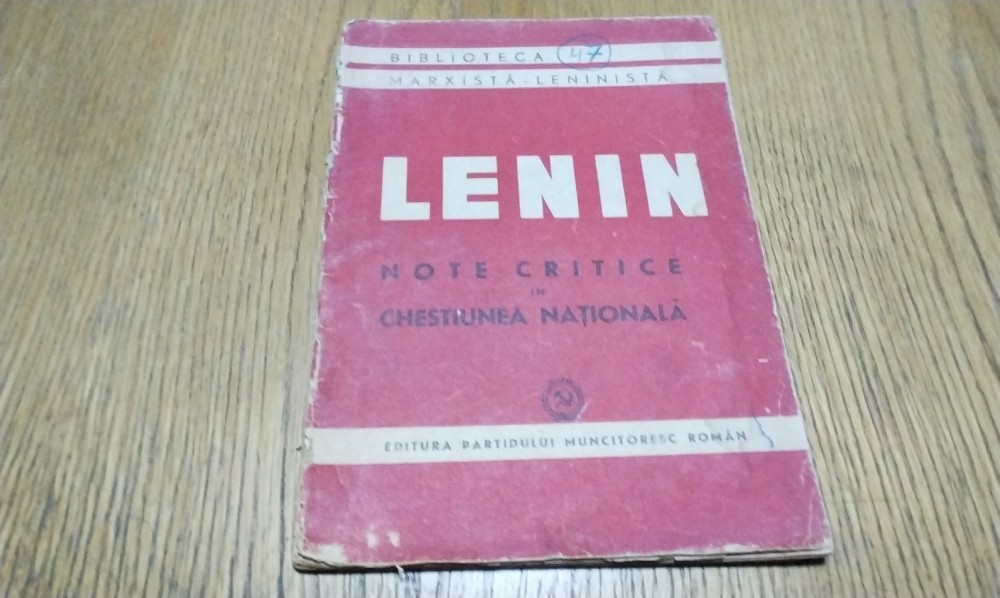 BIBLIOTECA 47
MARXISTĂ-LENINISTĂ
LENIN
NOTE CRITICE
IN
CHESTIUNEA NAȚIONALĂ
EDITURA PARTIDULUI MUNCITORESC ROMÂN